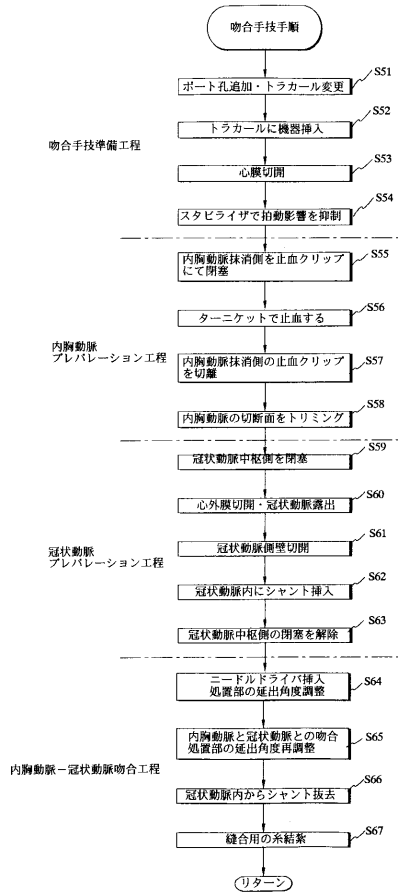 吻合手技手順
S51
ポート孔追加・トラカール変更
S52
トラカールに機器挿入
吻合手技準備工程
S53
心膜切開
S54
スタビライザで拍動影響を抑制
S55
内胸動脈抹消側を止血クリップ
にて閉塞
S56
ターニケットで止血する
内胸動脈
プレパレーション工程
S57
内胸動脈抹消側の止血クリップ
を切離
S58
内胸動脈の切断面をトリミング
S59
冠状動脈中枢側を閉塞
S60
心外膜切開・冠状動脈露出
S61
冠状動脈側壁切開
冠状動脈
プレパレーション工程
S62
冠状動脈内にシャント挿入
S63
冠状動脈中枢側の閉塞を解除
S64
ニードルドライバ挿入
処置部の延出角度調整
S65
内胸動脈と冠状動脈との吻合
処置部の延出角度再調整
内胸動脈－冠状動脈吻合工程
S66
冠状動脈内からシャント抜去
S67
縫合用の糸結紮
リターン